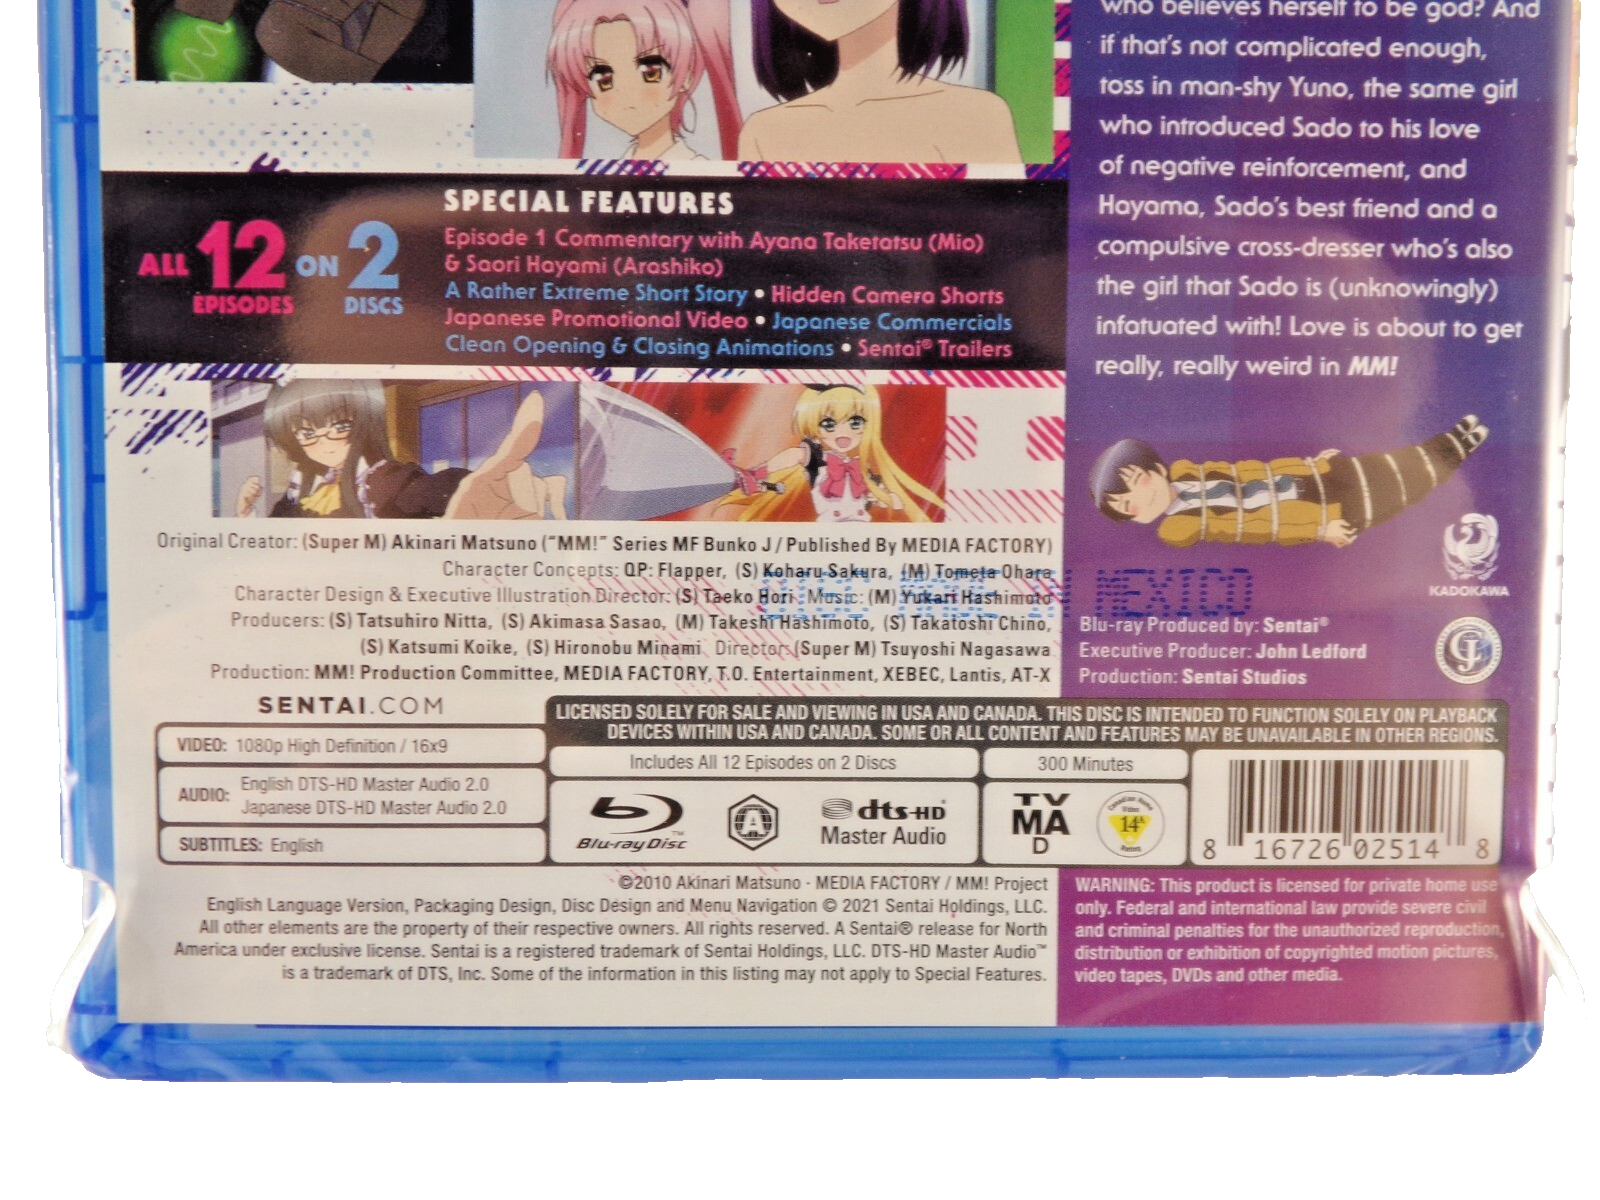 who believes herself to be god? And
if that's not complicated enough,
toss in man-shy Yuno, the same girl
who introduced Sado to his love
of negative reinforcement, and
Hayama, Sado's best friend and a
compulsive cross-dresser who's also
the girl that Sado is (unknowingly)
infatuated with! Love is about to get
really, really weird in MM!
ALL 12 EPISODES ON 2 DISCS
SPECIAL FEATURES
Episode 1 Commentary with Ayana Taketatsu (Mio)
& Saori Hayami (Arashiko)
A Rather Extreme Short Story • Hidden Camera Shorts
Japanese Promotional Video • Japanese Commercials
Clean Opening & Closing Animations • Sentai® Trailers
Original Creator: (Super M) Akinari Matsuno ("MM!" Series MF Bunko J / Published By MEDIA FACTORY)
Character Concepts: QP: Flapper, (S) Koharu Sakura, (M) Tometa Ohara
Character Design & Executive Illustration Director: (S) Taeko Hori Music: (M) Yukari Hashimoto
Producers: (S) Tatsuhiro Nitta, (S) Akimasa Sasao, (M) Takeshi Hashimoto, (S) Takatoshi Chino,
(S) Katsumi Koike, (S) Hironobu Minami Director: (Super M) Tsuyoshi Nagasawa
Production: MM! Production Committee, MEDIA FACTORY, T.O. Entertainment, XEBEC, Lantis, AT-X
DISC MADE IN MEXICO
KADOKAWA
Blu-ray Produced by: Sentai®
Executive Producer: John Ledford
Production: Sentai Studios
SENTAI.COM
LICENSED SOLELY FOR SALE AND VIEWING IN USA AND CANADA. THIS DISC IS INTENDED TO FUNCTION SOLELY ON PLAYBACK
DEVICES WITHIN USA AND CANADA. SOME OR ALL CONTENT AND FEATURES MAY BE UNAVAILABLE IN OTHER REGIONS.
VIDEO: 1080p High Definition / 16x9
AUDIO: English DTS-HD Master Audio 2.0
Japanese DTS-HD Master Audio 2.0
SUBTITLES: English
Includes All 12 Episodes on 2 Discs
300 Minutes
Blu-ray Disc™
A
dts-HD
Master Audio
TV
MA
D
Canadian Home
Video
14A
Rated
8 16726 02514 8
©2010 Akinari Matsuno · MEDIA FACTORY / MM! Project
English Language Version, Packaging Design, Disc Design and Menu Navigation © 2021 Sentai Holdings, LLC.
All other elements are the property of their respective owners. All rights reserved. A Sentai® release for North
America under exclusive license. Sentai is a registered trademark of Sentai Holdings, LLC. DTS-HD Master Audio™
is a trademark of DTS, Inc. Some of the information in this listing may not apply to Special Features.
WARNING: This product is licensed for private home use
only. Federal and international law provide severe civil
and criminal penalties for the unauthorized reproduction,
distribution or exhibition of copyrighted motion pictures,
video tapes, DVDs and other media.